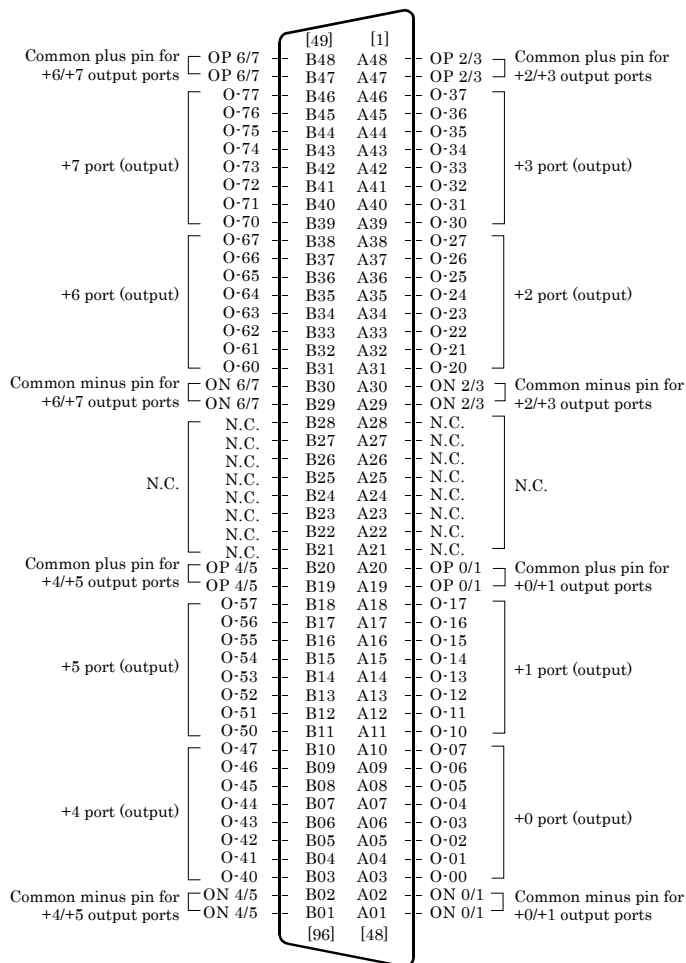 [49] [1]
Common plus pin for +6/+7 output ports OP 6/7 B48 A48 OP 2/3 Common plus pin for +2/+3 output ports
OP 6/7 B47 A47 OP 2/3
O-77 B46 A46 O-37
O-76 B45 A45 O-36
O-75 B44 A44 O-35
O-74 B43 A43 O-34
+7 port (output) O-73 B42 A42 O-33 +3 port (output)
O-72 B41 A41 O-32
O-71 B40 A40 O-31
O-70 B39 A39 O-30
O-67 B38 A38 O-27
O-66 B37 A37 O-26
O-65 B36 A36 O-25
+6 port (output) O-64 B35 A35 O-24 +2 port (output)
O-63 B34 A34 O-23
O-62 B33 A33 O-22
O-61 B32 A32 O-21
O-60 B31 A31 O-20
Common minus pin for +6/+7 output ports ON 6/7 B30 A30 ON 2/3 Common minus pin for +2/+3 output ports
ON 6/7 B29 A29 ON 2/3
N.C. B28 A28 N.C.
N.C. B27 A27 N.C.
N.C. B26 A26 N.C.
N.C. N.C. B25 A25 N.C. N.C.
N.C. B24 A24 N.C.
N.C. B23 A23 N.C.
N.C. B22 A22 N.C.
N.C. B21 A21 N.C.
Common plus pin for +4/+5 output ports OP 4/5 B20 A20 OP 0/1 Common plus pin for +0/+1 output ports
OP 4/5 B19 A19 OP 0/1
O-57 B18 A18 O-17
O-56 B17 A17 O-16
O-55 B16 A16 O-15
+5 port (output) O-54 B15 A15 O-14 +1 port (output)
O-53 B14 A14 O-13
O-52 B13 A13 O-12
O-51 B12 A12 O-11
O-50 B11 A11 O-10
O-47 B10 A10 O-07
O-46 B09 A09 O-06
O-45 B08 A08 O-05
+4 port (output) O-44 B07 A07 O-04 +0 port (output)
O-43 B06 A06 O-03
O-42 B05 A05 O-02
O-41 B04 A04 O-01
O-40 B03 A03 O-00
Common minus pin for +4/+5 output ports ON 4/5 B02 A02 ON 0/1 Common minus pin for +0/+1 output ports
ON 4/5 B01 A01 ON 0/1
[96] [48]